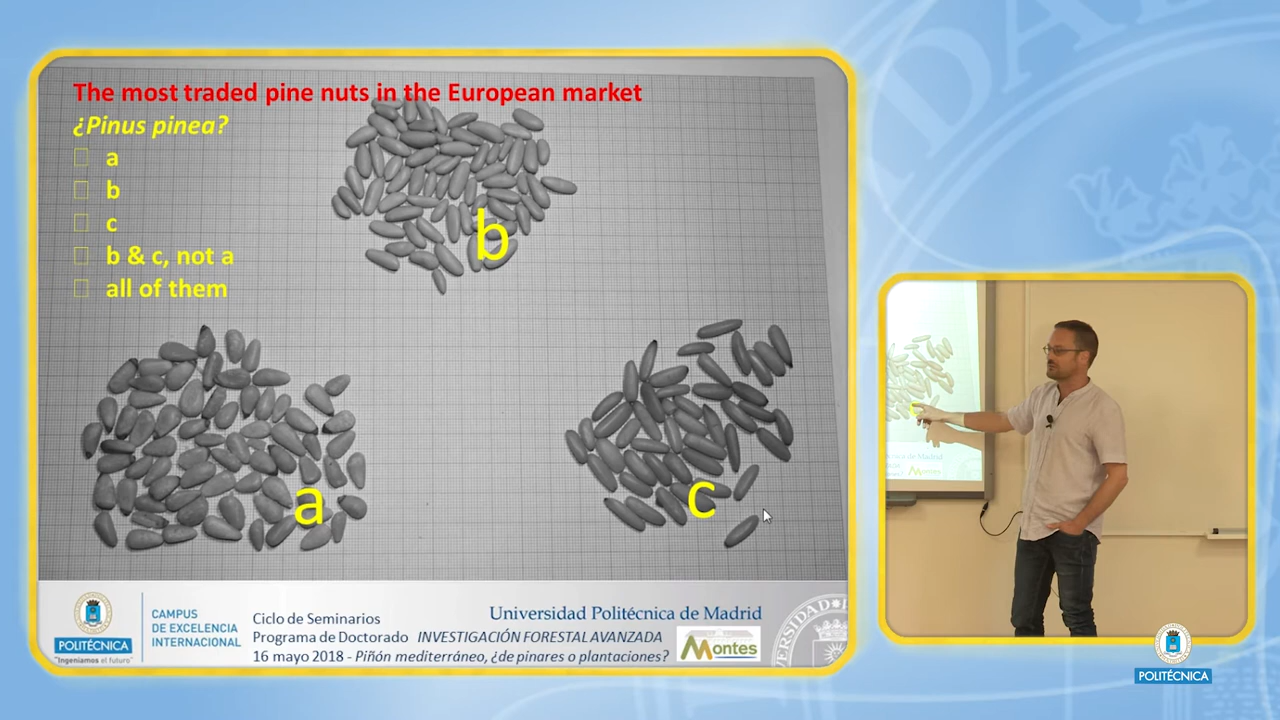 The most traded pine nuts in the European market
¿Pinus pinea?
a
b
c
b & c, not a
all of them
b
a
c
POLITÉCNICA
"Ingeniamos el futuro"
CAMPUS
DE EXCELENCIA
INTERNACIONAL
Ciclo de Seminarios
Programa de Doctorado INVESTIGACIÓN FORESTAL AVANZADA
16 mayo 2018 - Piñón mediterráneo, ¿de pinares o plantaciones?
Universidad Politécnica de Madrid
Montes
POLITÉCNICA